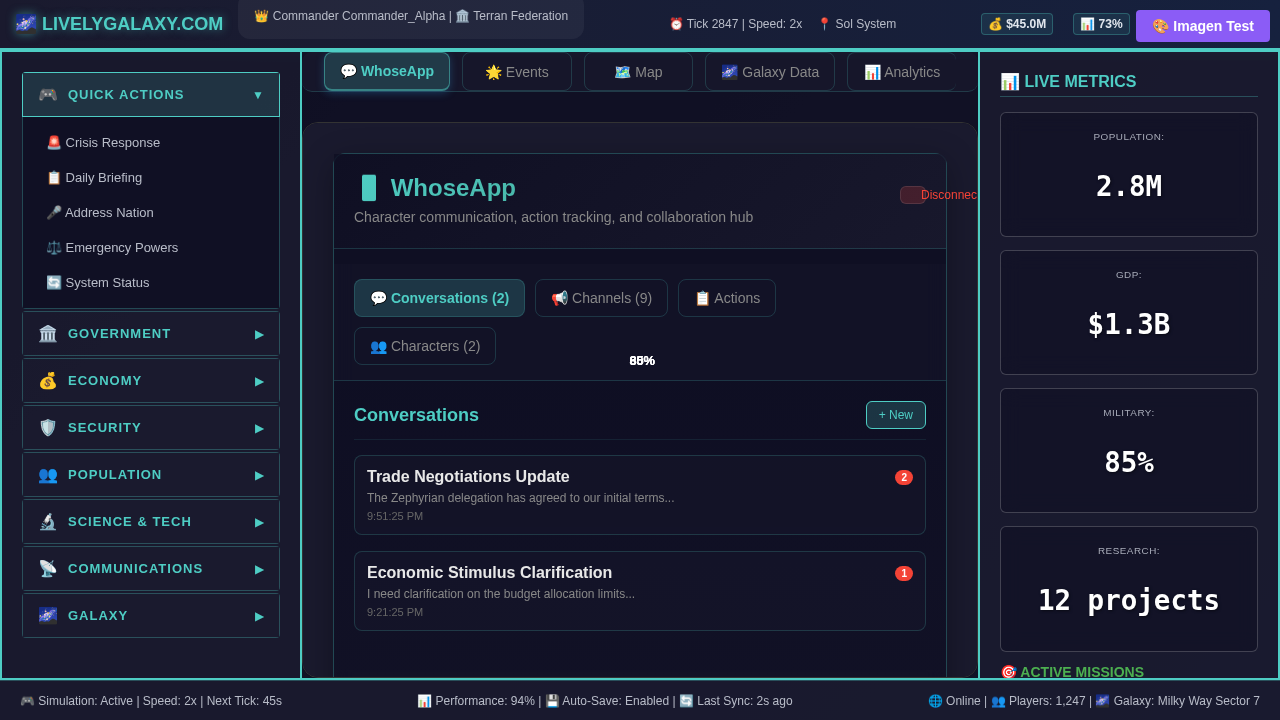 🌌 LIVELYGALAXY.COM
👑 Commander Commander_Alpha | 🏛️ Terran Federation
⏰ Tick 2847 | Speed: 2x
📍 Sol System
💰 $45.0M
📊 73%
🎨 Imagen Test
🎮 QUICK ACTIONS ▼
🚨 Crisis Response
📋 Daily Briefing
🎤 Address Nation
⚖️ Emergency Powers
🔄 System Status
🏛️ GOVERNMENT ▶
💰 ECONOMY ▶
🛡️ SECURITY ▶
👥 POPULATION ▶
🔬 SCIENCE & TECH ▶
📡 COMMUNICATIONS ▶
🌌 GALAXY ▶
💬 WhoseApp
🌟 Events
🗺️ Map
🌌 Galaxy Data
📊 Analytics
WhoseApp
Character communication, action tracking, and collaboration hub
Disconnec
💬 Conversations (2)
📢 Channels (9)
📋 Actions
👥 Characters (2)
Conversations
+ New
Trade Negotiations Update
2
The Zephyrian delegation has agreed to our initial terms...
9:51:25 PM
Economic Stimulus Clarification
1
I need clarification on the budget allocation limits...
9:21:25 PM
📊 LIVE METRICS
POPULATION:
2.8M
GDP:
$1.3B
MILITARY:
85%
RESEARCH:
12 projects
🎯 ACTIVE MISSIONS
🎮 Simulation: Active | Speed: 2x | Next Tick: 45s
📊 Performance: 94% | 💾 Auto-Save: Enabled | 🔄 Last Sync: 2s ago
🌐 Online | 👥 Players: 1,247 | 🌌 Galaxy: Milky Way Sector 7